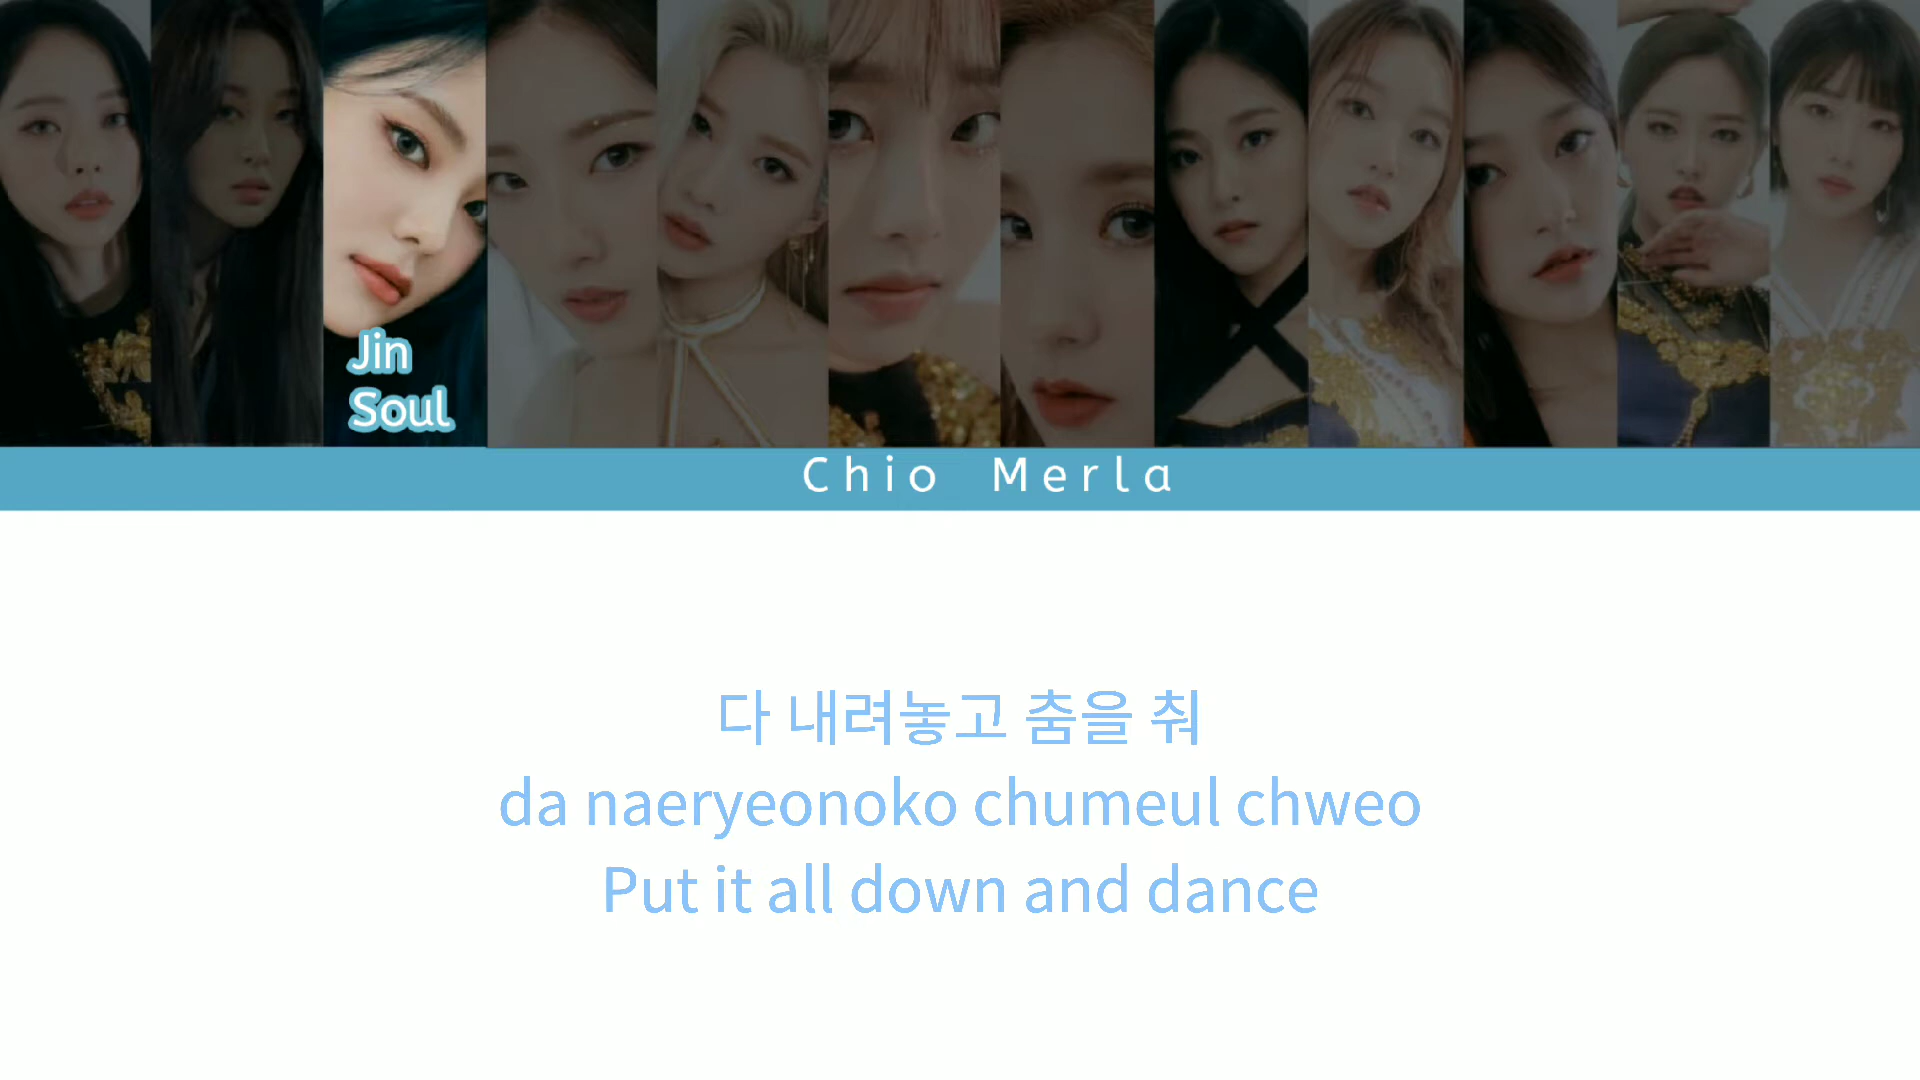 Jin
Soul
Chio Merla
다 내려놓고 춤을 춰
da naeryeonoko chumeul chweo
Put it all down and dance